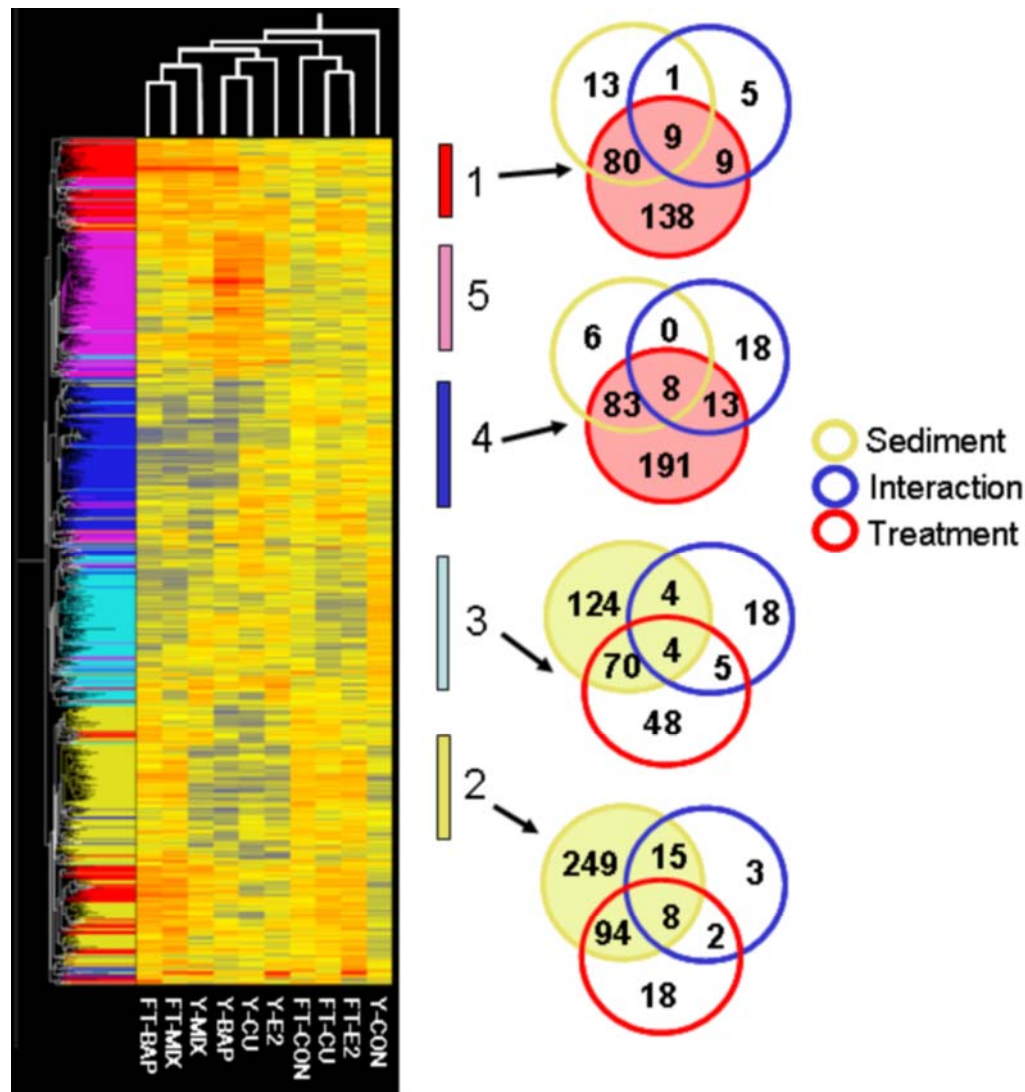 13
1
5
9
80
9
138
1
5
6
0
18
83
8
13
191
4
Sediment
Interaction
Treatment
124
4
18
70
4
5
48
3
2
249
15
3
94
8
2
18
FT-BAP
FT-MIX
Y-MIX
Y-BAP
Y-CU
Y-E2
FT-CON
FT-CU
FT-E2
Y-CON